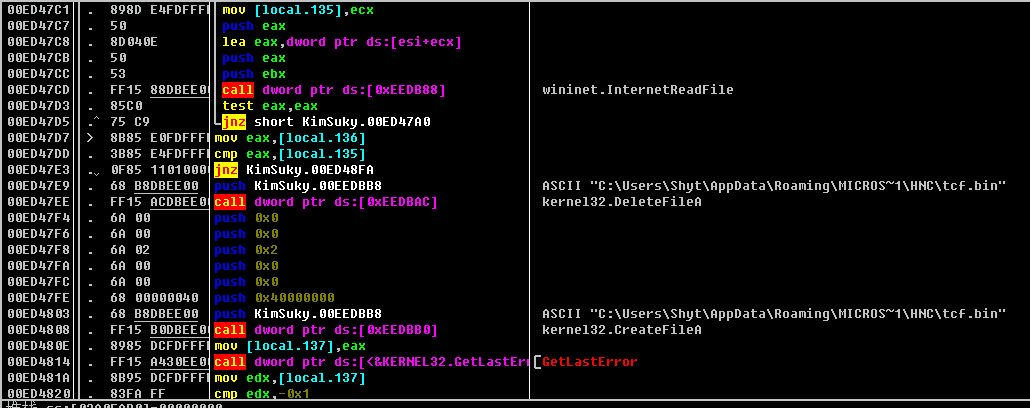 00ED47C1 . 898D E4FDFFFF mov [local.135],ecx
00ED47C7 . 50 push eax
00ED47C8 . 8D040E lea eax,dword ptr ds:[esi+ecx]
00ED47CB . 50 push eax
00ED47CC . 53 push ebx
00ED47CD . FF15 88DBEE00 call dword ptr ds:[0xEEDB88] wininet.InternetReadFile
00ED47D3 . 85C0 test eax,eax
00ED47D5 .^ 75 C9 jnz short KimSuky.00ED47A0
00ED47D7 > 8B85 E0FDFFFF mov eax,[local.136]
00ED47DD . 3B85 E4FDFFFF cmp eax,[local.135]
00ED47E3 .v 0F85 11010000 jnz KimSuky.00ED48FA
00ED47E9 . 68 B8DBEE00 push KimSuky.00EEDBB8 ASCII "C:\Users\Shyt\AppData\Roaming\MICROS~1\HNC\tcf.bin"
00ED47EE . FF15 ACDBEE00 call dword ptr ds:[0xEEDBAC] kernel32.DeleteFileA
00ED47F4 . 6A 00 push 0x0
00ED47F6 . 6A 00 push 0x0
00ED47F8 . 6A 02 push 0x2
00ED47FA . 6A 00 push 0x0
00ED47FC . 6A 00 push 0x0
00ED47FE . 68 00000040 push 0x40000000
00ED4803 . 68 B8DBEE00 push KimSuky.00EEDBB8 ASCII "C:\Users\Shyt\AppData\Roaming\MICROS~1\HNC\tcf.bin"
00ED4808 . FF15 B0DBEE00 call dword ptr ds:[0xEEDBB0] kernel32.CreateFileA
00ED480E . 8985 DCFDFFFF mov [local.137],eax
00ED4814 . FF15 A430EE00 call dword ptr ds:[<&KERNEL32.GetLastErr GetLastError
00ED481A . 8B95 DCFDFFFF mov edx,[local.137]
00ED4820 . 83FA FF cmp edx,-0x1